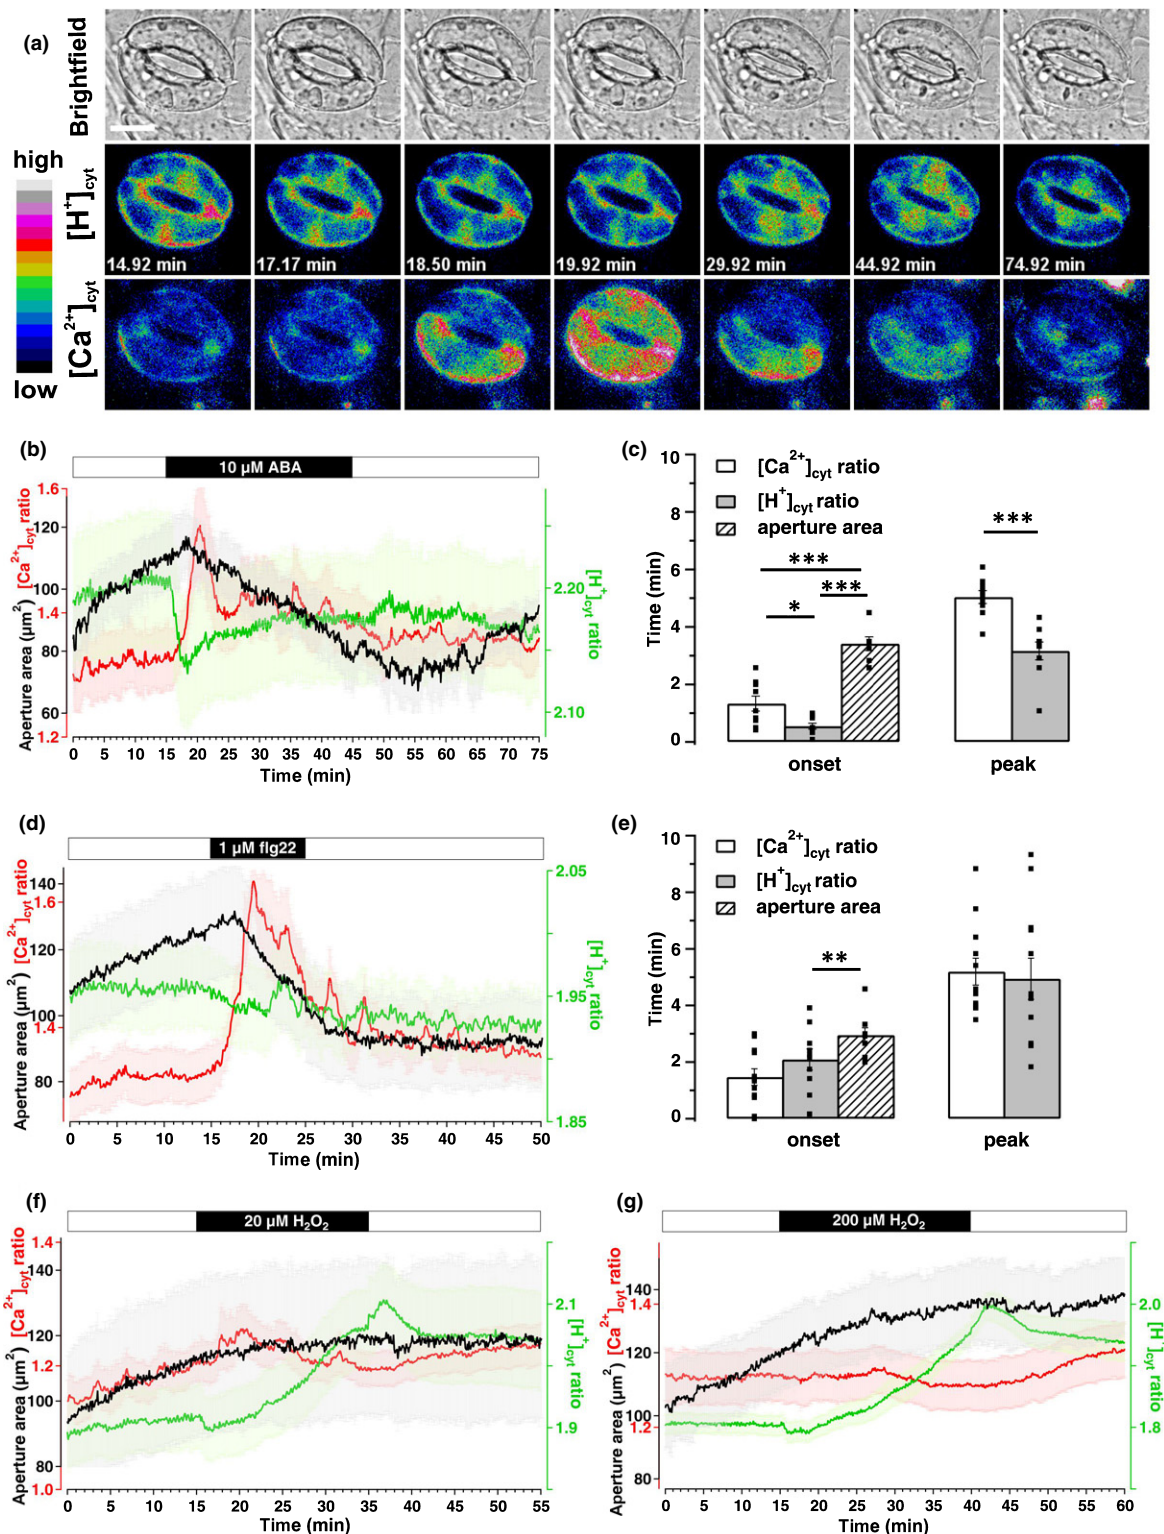 (a)
Brightfield
high
[H⁺]cyt
14.92 min 17.17 min 18.50 min 19.92 min 29.92 min 44.92 min 74.92 min
[Ca²⁺]cyt
low
(b)
10 µM ABA
1.6
1.4
1.2
[Ca²⁺]cyt ratio
120
100
80
60
Aperture area (µm²)
2.20
2.10
[H⁺]cyt ratio
0 5 10 15 20 25 30 35 40 45 50 55 60 65 70 75
Time (min)
(c)
[Ca²⁺]cyt ratio
[H⁺]cyt ratio
aperture area
10
8
6
4
2
0
Time (min)
***
***
*
***
onset peak
(d)
1 µM flg22
[Ca²⁺]cyt ratio
1.6
1.4
140
120
100
80
Aperture area (µm²)
2.05
1.95
1.85
[H⁺]cyt ratio
0 5 10 15 20 25 30 35 40 45 50
Time (min)
(e)
[Ca²⁺]cyt ratio
[H⁺]cyt ratio
aperture area
10
8
6
4
2
0
Time (min)
**
onset peak
(f)
20 µM H₂O₂
1.4
1.2
1.0
[Ca²⁺]cyt ratio
140
120
100
80
Aperture area (µm²)
2.1
1.9
[H⁺]cyt ratio
0 5 10 15 20 25 30 35 40 45 50 55
Time (min)
(g)
200 µM H₂O₂
[Ca²⁺]cyt ratio
1.4
1.2
140
120
100
80
Aperture area (µm²)
2.0
1.8
[H⁺]cyt ratio
0 5 10 15 20 25 30 35 40 45 50 55 60
Time (min)